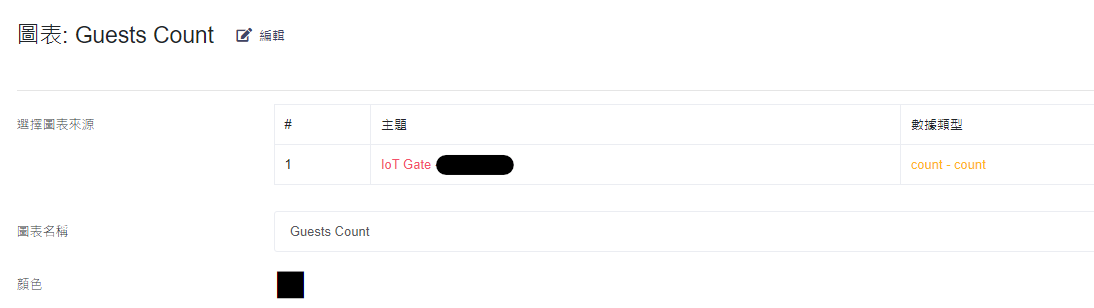 圖表: Guests Count 編輯
選擇圖表來源 # 主題 數據類型
1 IoT Gate count - count
圖表名稱 Guests Count
顏色